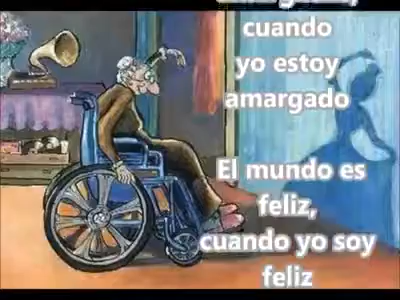 cuando
yo estoy
amargado
El mundo es
feliz,
cuando yo soy
feliz